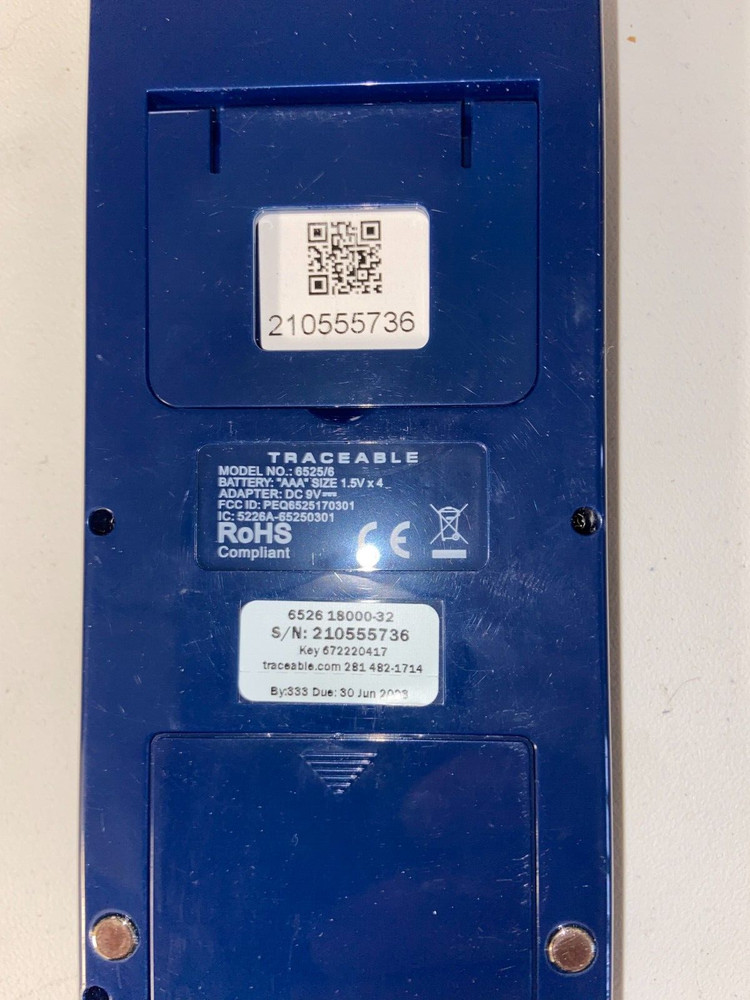 210555736
TRACEABLE
MODEL NO.: 6525/6
BATTERY: "AAA" SIZE 1.5V x 4
ADAPTER: DC 9V
FCC ID: PEQ6525170301
IC: 5226A-65250301
RoHS
Compliant
CE
6526 18000-32
S/N: 210555736
Key 672220417
traceable.com 281 482-1714
By:333 Due: 30 Jun 2023